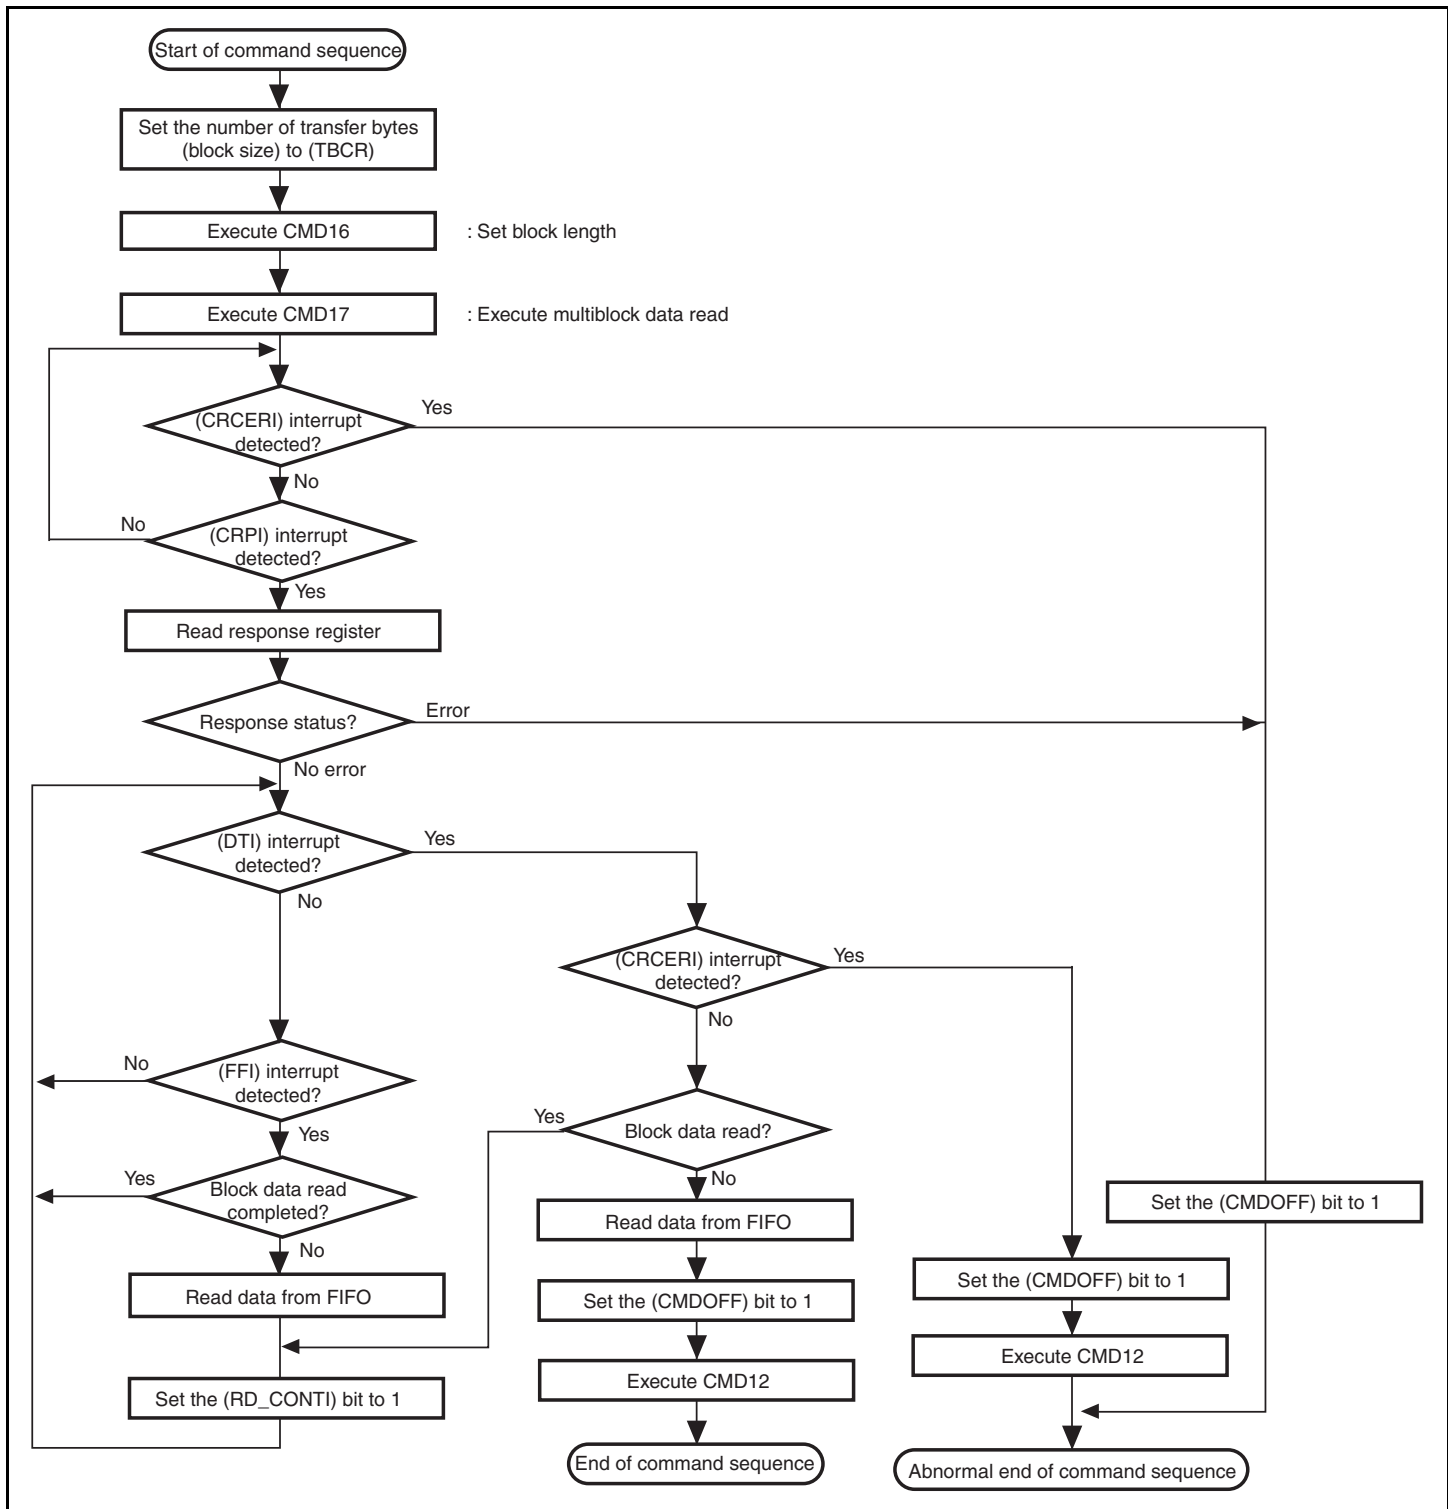 Start of command sequence
Set the number of transfer bytes
(block size) to (TBCR)
Execute CMD16
: Set block length
Execute CMD17
: Execute multiblock data read
(CRCERI) interrupt
detected?
Yes
No
(CRPI) interrupt
detected?
No
Yes
Read response register
Response status?
Error
No error
(DTI) interrupt
detected?
Yes
No
(CRCERI) interrupt
detected?
Yes
No
(FFI) interrupt
detected?
No
Yes
Block data read?
Yes
No
Block data read
completed?
Yes
No
Read data from FIFO
Set the (CMDOFF) bit to 1
Set the (CMDOFF) bit to 1
Read data from FIFO
Set the (CMDOFF) bit to 1
Execute CMD12
Execute CMD12
Set the (RD_CONTI) bit to 1
End of command sequence
Abnormal end of command sequence